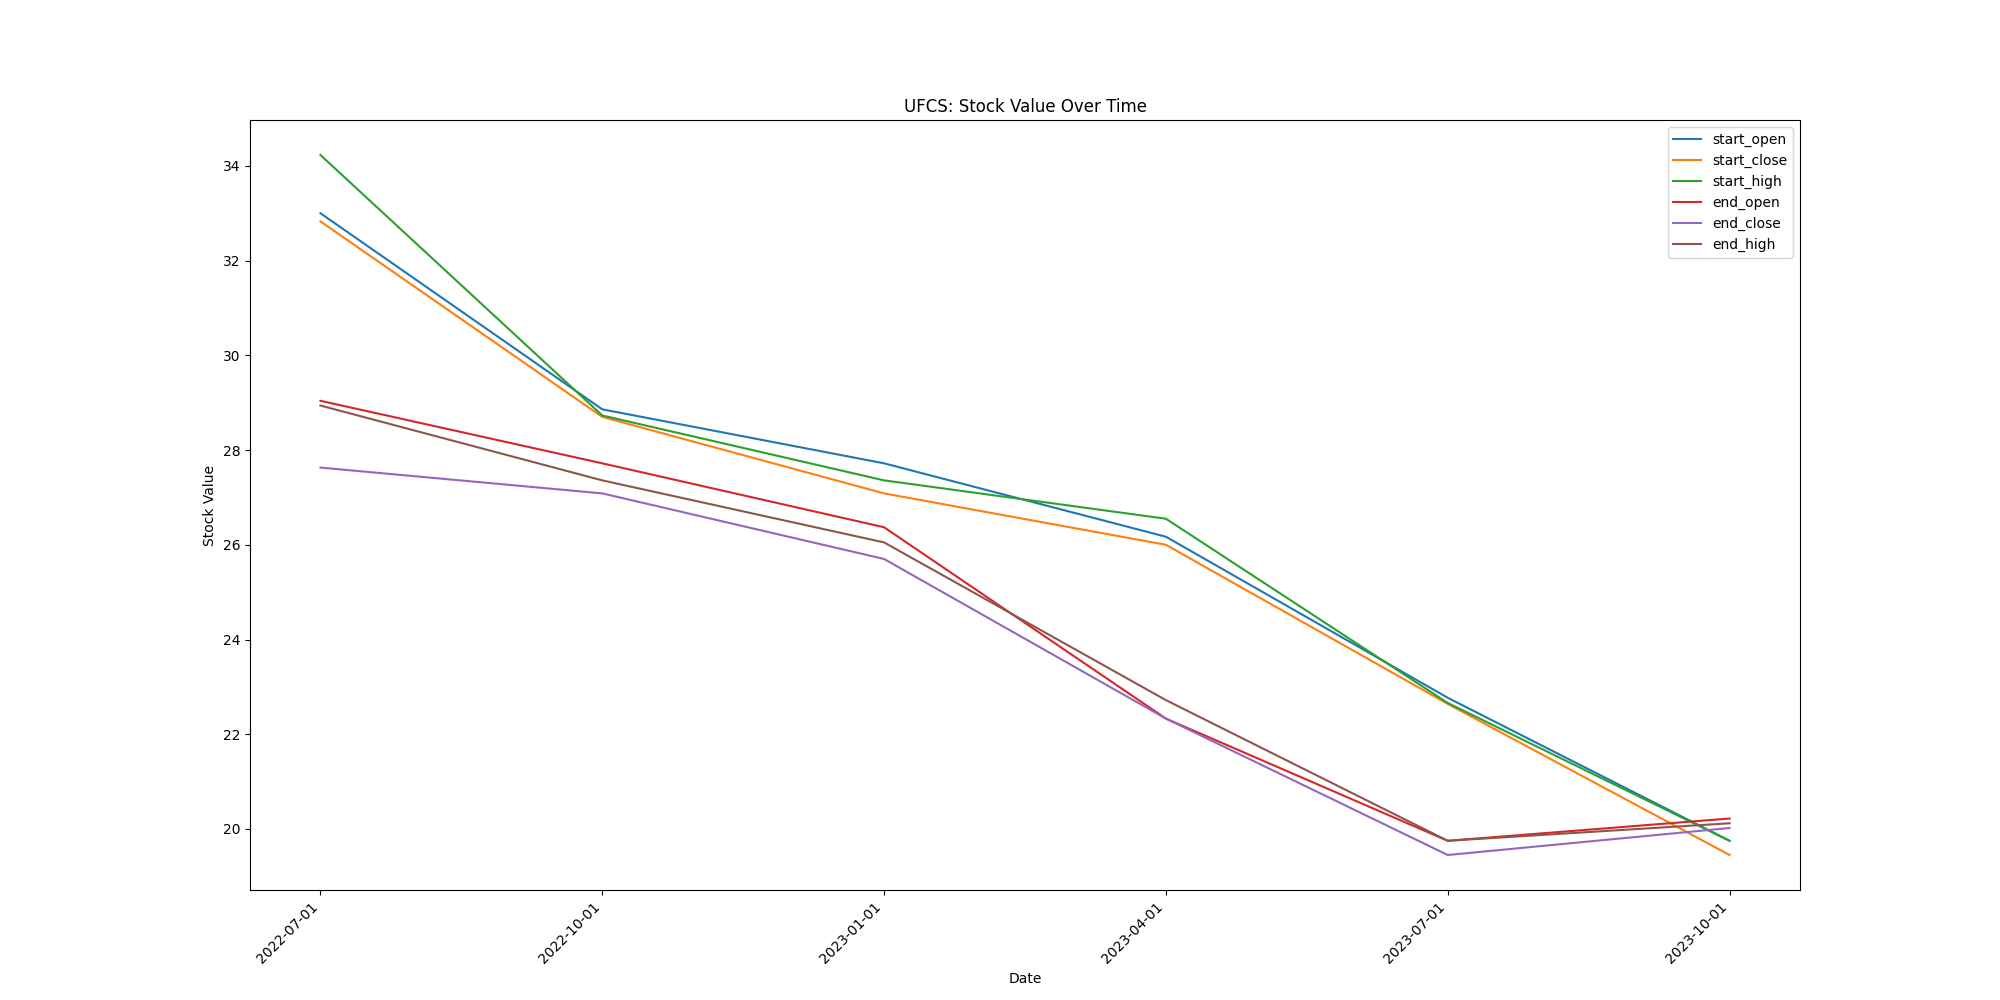 UFCS: Stock Value Over Time
start_open
start_close
start_high
end_open
end_close
end_high
Stock Value
34
32
30
28
26
24
22
20
2022-07-01
2022-10-01
2023-01-01
2023-04-01
2023-07-01
2023-10-01
Date